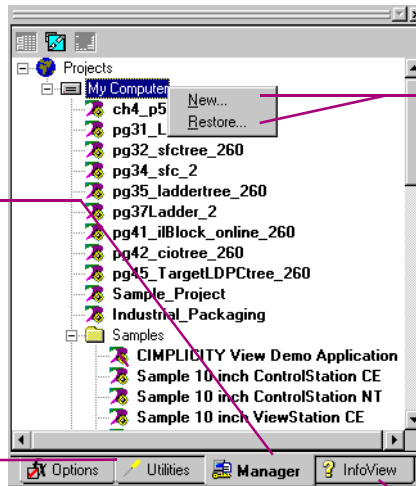 Projects
My Computer
New...
Restore...
ch4_p5
pg31_L
pg32_sfctree_260
pg34_sfc_2
pg35_laddertree_260
pg37Ladder_2
pg41_ilBlock_online_260
pg42_ciotree_260
pg45_TargetLDPCtree_260
Sample_Project
Industrial_Packaging
Samples
CIMPLICITY View Demo Application
Sample 10 inch ControlStation CE
Sample 10 inch ControlStation NT
Sample 10 inch ViewStation CE
Options Utilities Manager InfoView